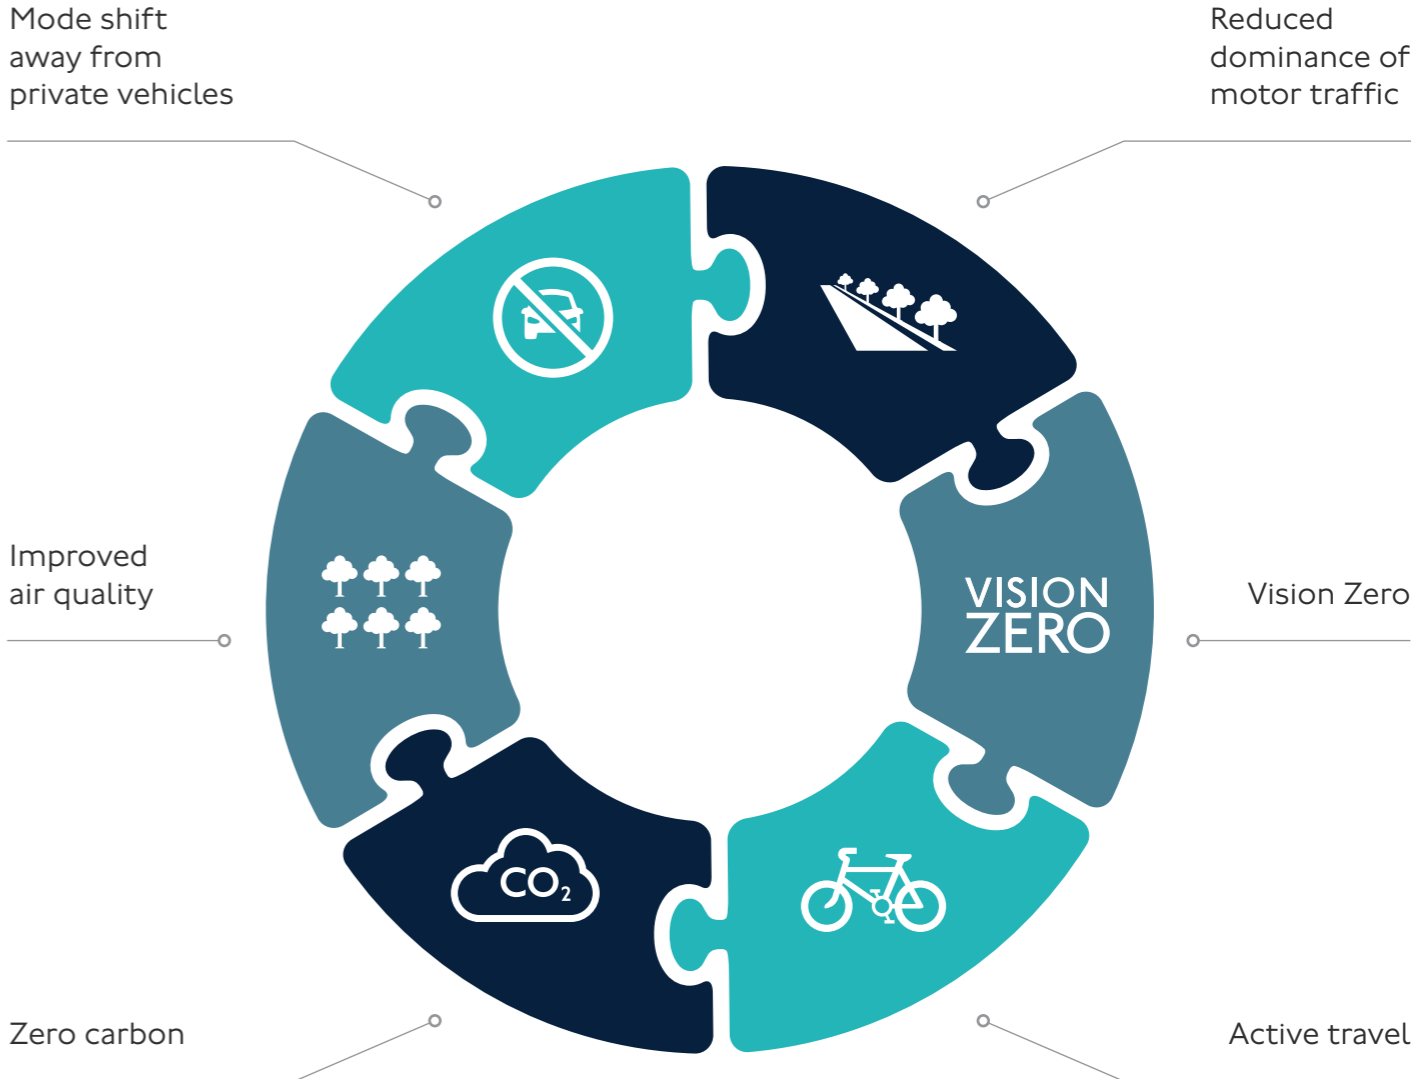 Mode shift
away from
private vehicles
Reduced
dominance of
motor traffic
Improved
air quality
VISION
ZERO
Vision Zero
CO₂
Zero carbon
Active travel